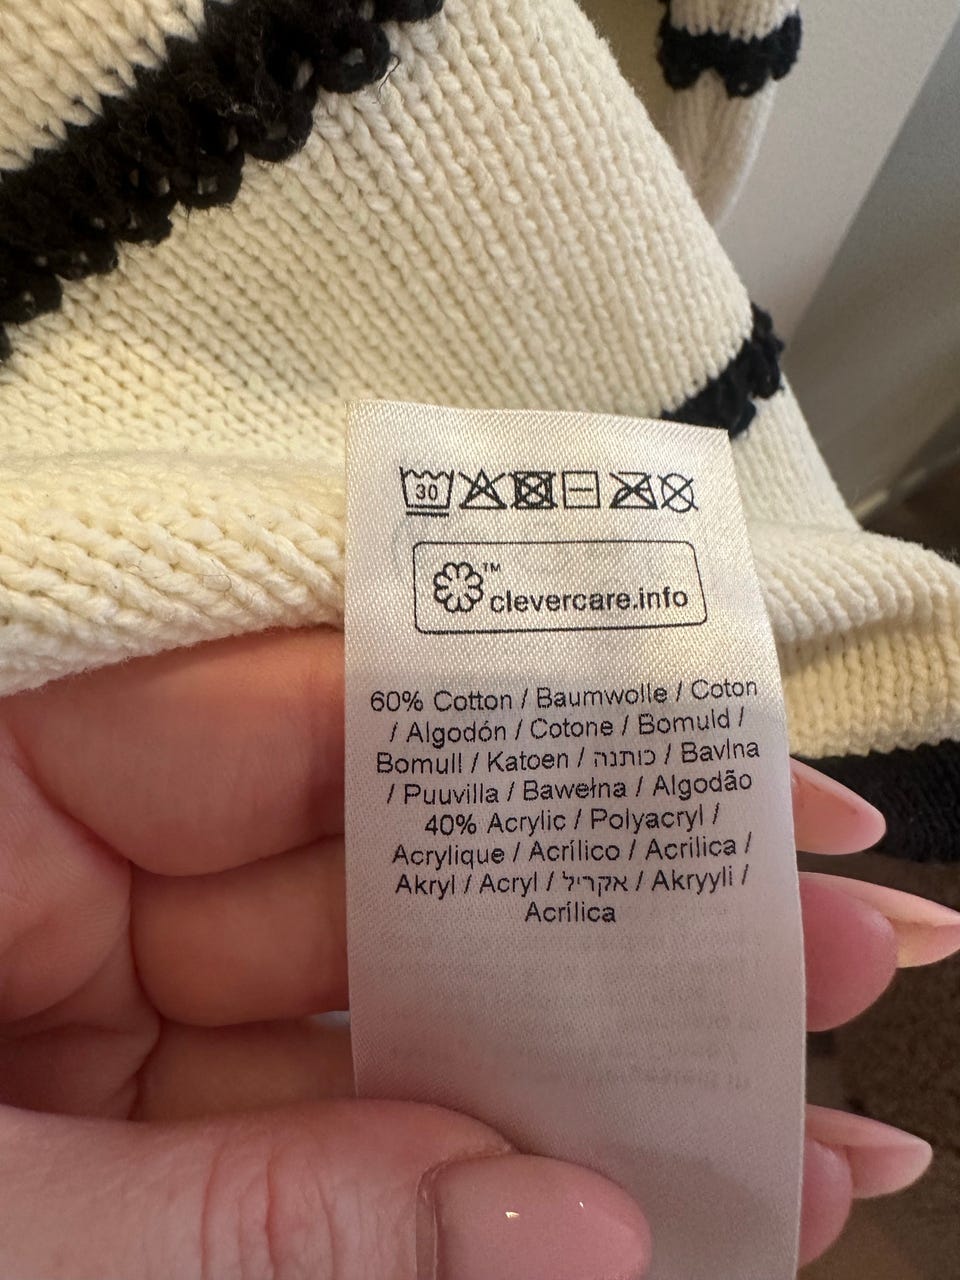 30
™
clevercare.info
60% Cotton / Baumwolle / Coton
/ Algodón / Cotone / Bomuld /
Bomull / Katoen / כותנה / Bavlna
/ Puuvilla / Bawełna / Algodão
40% Acrylic / Polyacryl /
Acrylique / Acrílico / Acrilica /
Akryl / Acryl / אקריל / Akryyli /
Acrílica